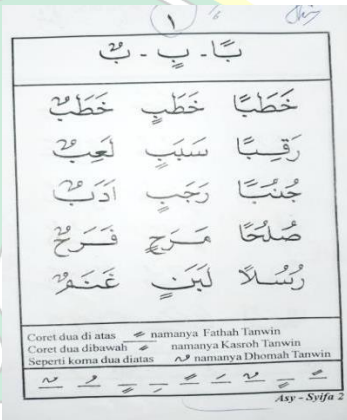 ١
بًا - بٍ - بٌ
خَطَبًا خَطَبٍ خَطَبٌ
رَقِبًا سَبَبٍ لَعِبٌ
جُنُبًا رَجَبٍ اَدَبٌ
صُلُحًا مَرَحٍ فَرَحٌ
رُسُلًا لَبَنٍ غَنَمٌ
Coret dua di atas ـً namanya Fathah Tanwin
Coret dua dibawah ـٍ namanya Kasroh Tanwin
Seperti koma dua diatas ـٌ namanya Dhomah Tanwin
Asy - Syifa 2